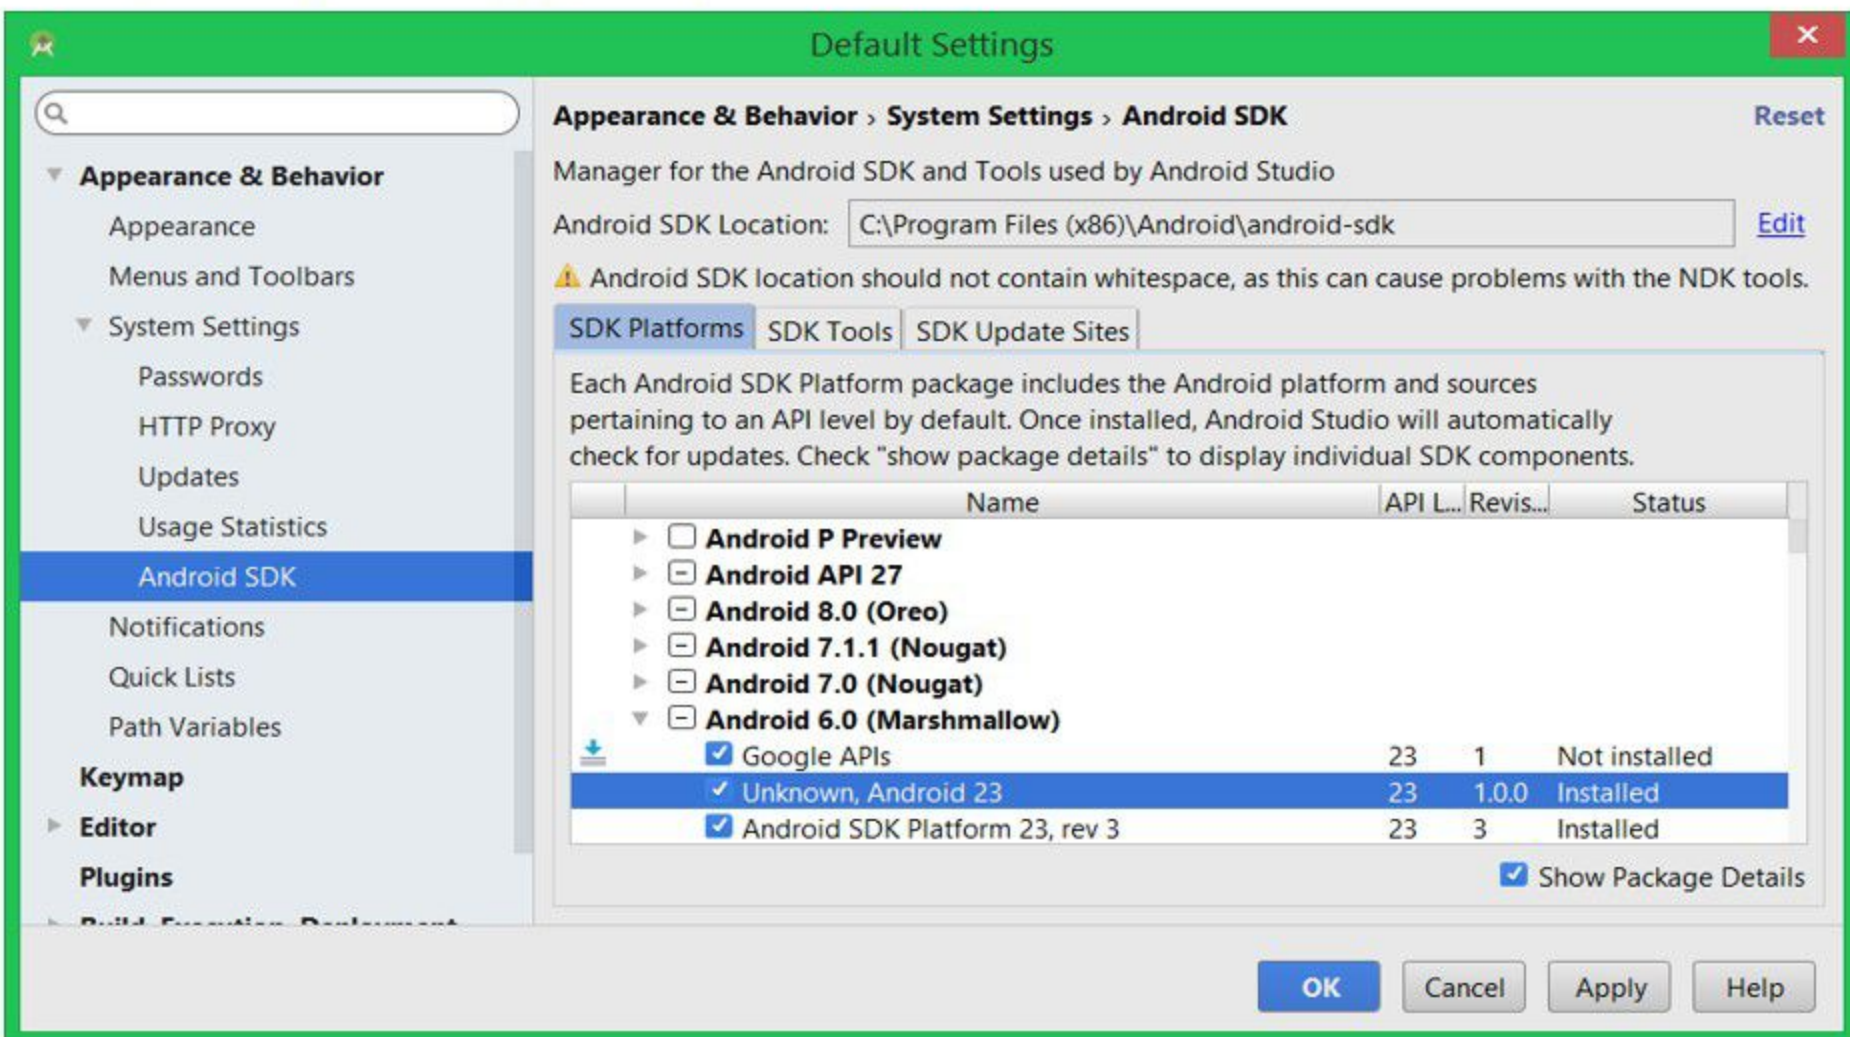 Default Settings
Appearance & Behavior
Appearance
Menus and Toolbars
System Settings
Passwords
HTTP Proxy
Updates
Usage Statistics
Android SDK
Notifications
Quick Lists
Path Variables
Keymap
Editor
Plugins
Build, Execution, Deployment
Appearance & Behavior › System Settings › Android SDK
Reset
Manager for the Android SDK and Tools used by Android Studio
Android SDK Location: C:\Program Files (x86)\Android\android-sdk Edit
Android SDK location should not contain whitespace, as this can cause problems with the NDK tools.
SDK Platforms SDK Tools SDK Update Sites
Each Android SDK Platform package includes the Android platform and sources
pertaining to an API level by default. Once installed, Android Studio will automatically
check for updates. Check "show package details" to display individual SDK components.
Name API L... Revis... Status
Android P Preview
Android API 27
Android 8.0 (Oreo)
Android 7.1.1 (Nougat)
Android 7.0 (Nougat)
Android 6.0 (Marshmallow)
Google APIs 23 1 Not installed
Unknown, Android 23 23 1.0.0 Installed
Android SDK Platform 23, rev 3 23 3 Installed
Show Package Details
OK Cancel Apply Help